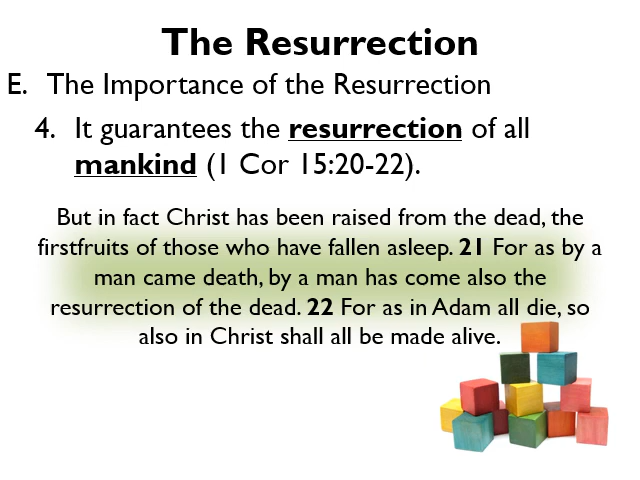 The Resurrection
E. The Importance of the Resurrection
4. It guarantees the resurrection of all
mankind (1 Cor 15:20-22).
But in fact Christ has been raised from the dead, the
firstfruits of those who have fallen asleep. 21 For as by a
man came death, by a man has come also the
resurrection of the dead. 22 For as in Adam all die, so
also in Christ shall all be made alive.